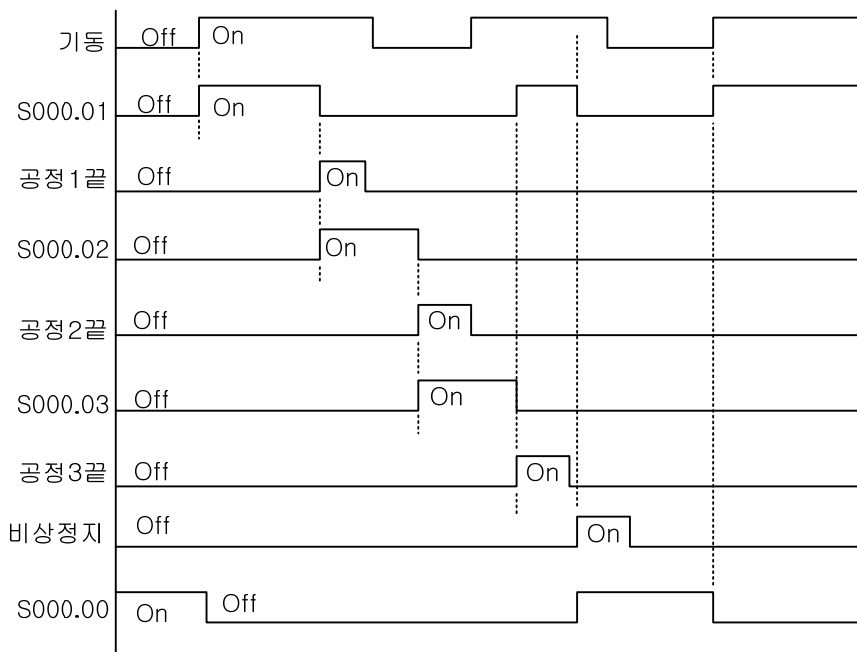 기동 Off On
S000.01 Off On
공정1끝 Off On
S000.02 Off On
공정2끝 Off On
S000.03 Off On
공정3끝 Off On
비상정지 Off On
S000.00 On Off